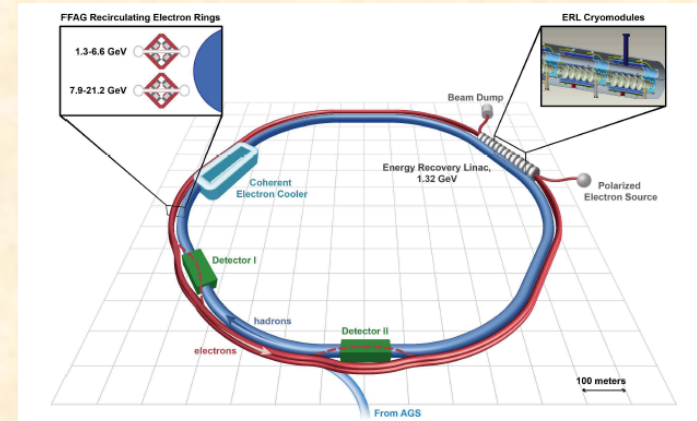 FFAG Recirculating Electron Rings
1.3-6.6 GeV
7.9-21.2 GeV
ERL Cryomodules
Beam Dump
Energy Recovery Linac,
1.32 GeV
Polarized
Electron Source
Coherent
Electron Cooler
Detector I
hadrons
Detector II
electrons
100 meters
From AGS